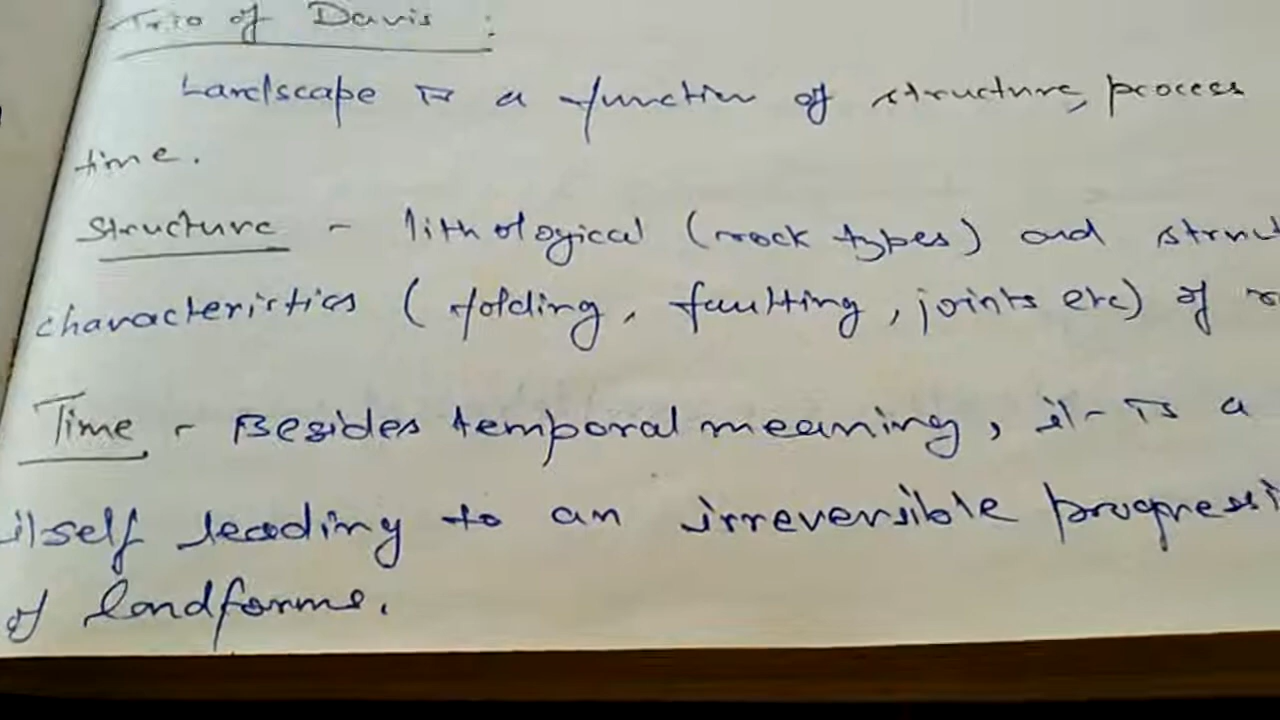 Trio of Davis :
Landscape is a function of structure, process
time.
Structure - lithological (rock types) and struct
characteristics ( folding, faulting, joints etc) of
Time - Besides temporal meaning, it is a
itself leading to an irreversible progressi
of landforms.